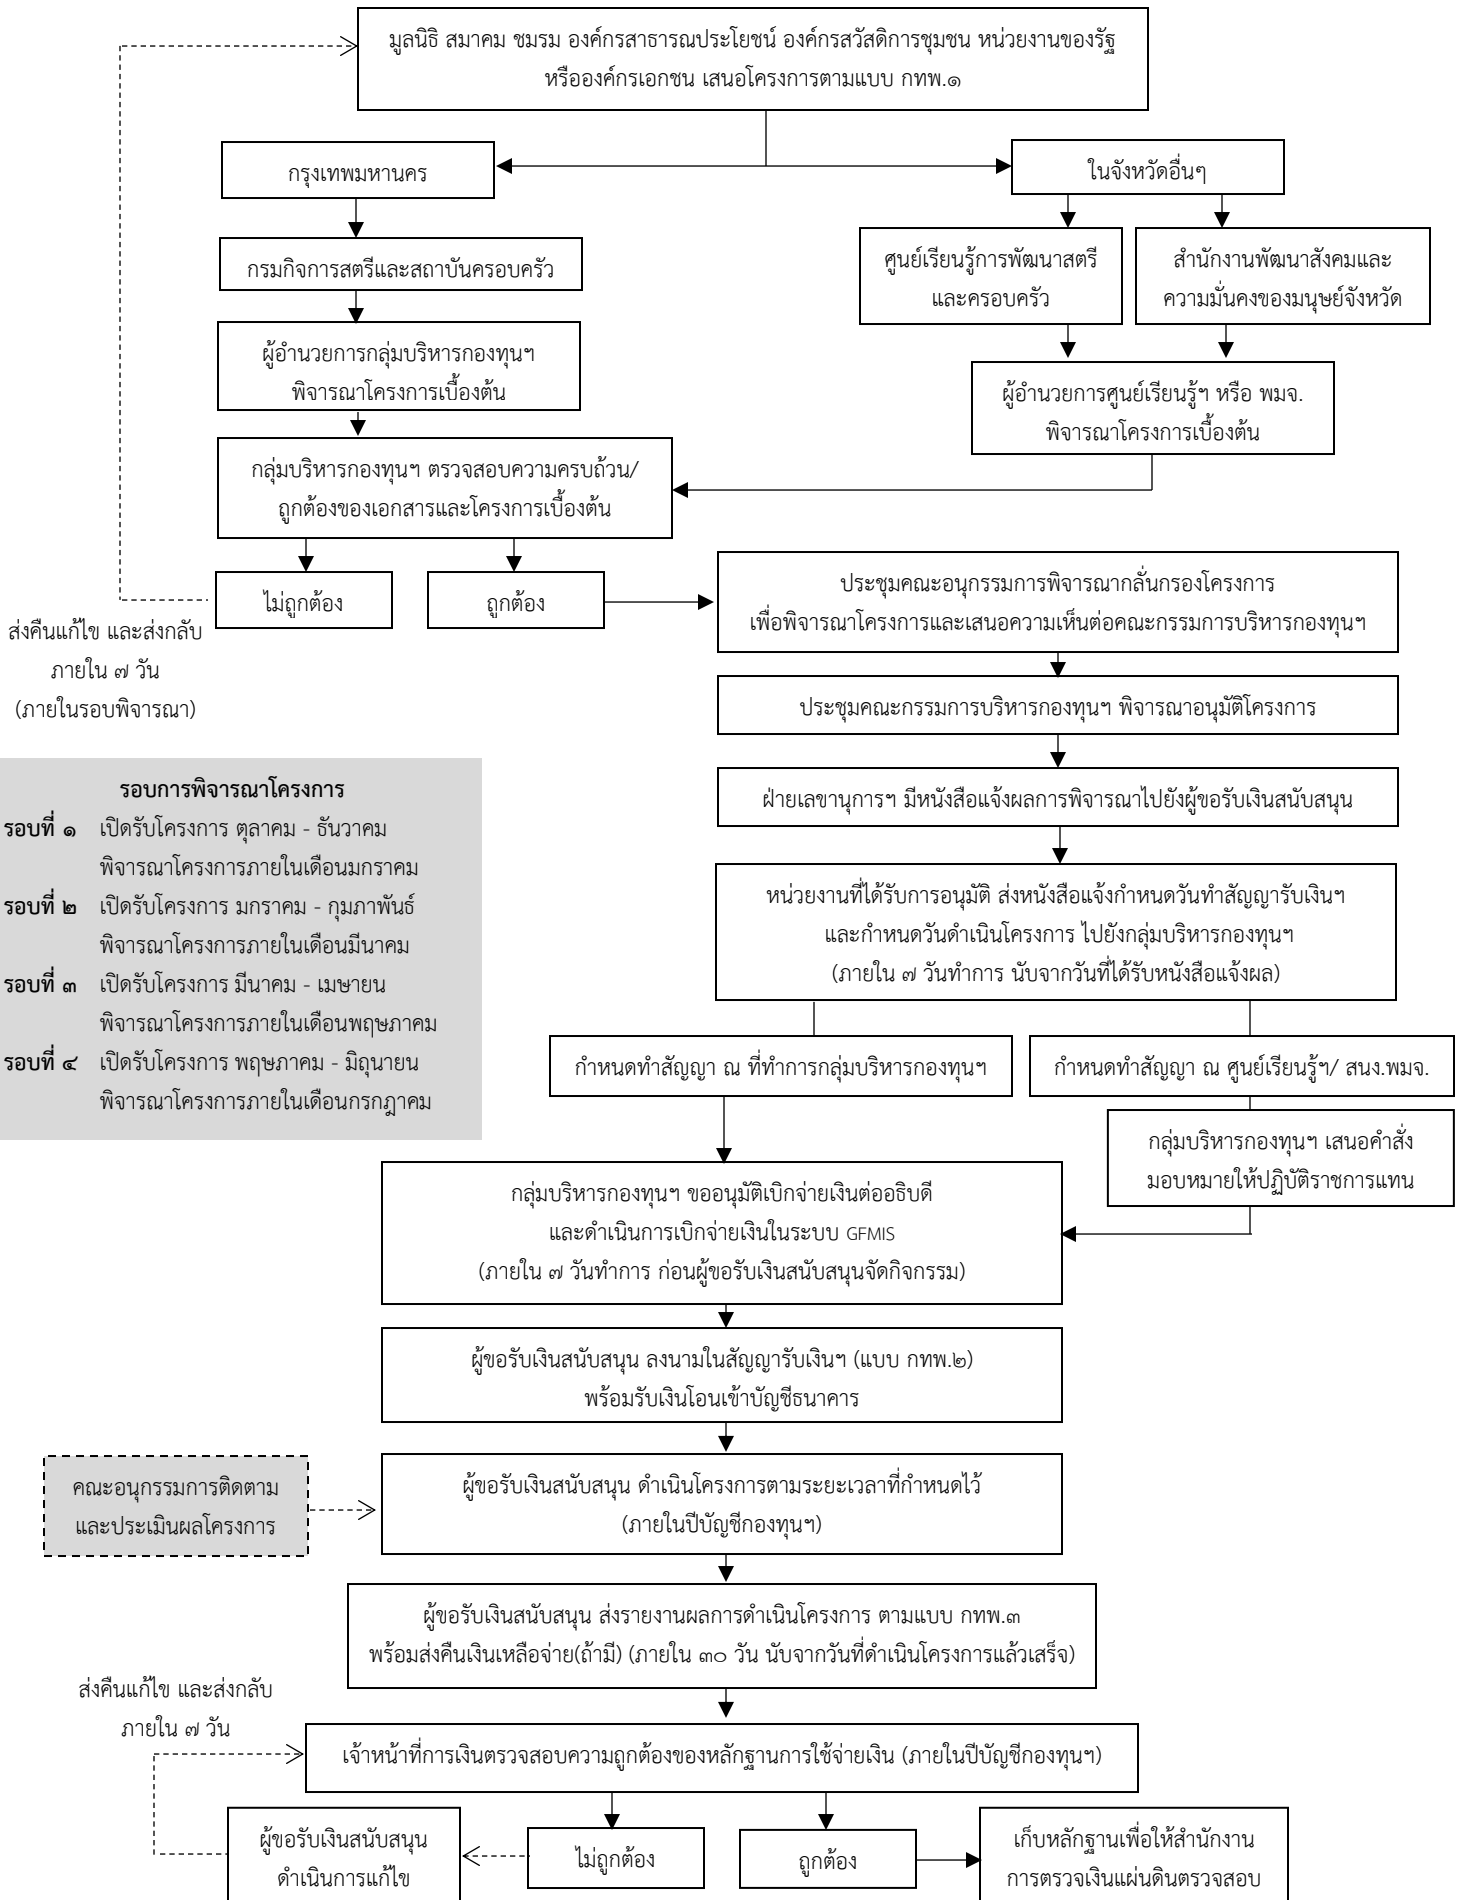 มูลนิธิ สมาคม ชมรม องค์กรสาธารณประโยชน์ องค์กรสวัสดิการชุมชน หน่วยงานของรัฐ
หรือองค์กรเอกชน เสนอโครงการตามแบบ กทพ.๑
กรุงเทพมหานคร
ในจังหวัดอื่นๆ
กรมกิจการสตรีและสถาบันครอบครัว
ศูนย์เรียนรู้การพัฒนาสตรี
และครอบครัว
สำนักงานพัฒนาสังคมและ
ความมั่นคงของมนุษย์จังหวัด
ผู้อำนวยการกลุ่มบริหารกองทุนฯ
พิจารณาโครงการเบื้องต้น
ผู้อำนวยการศูนย์เรียนรู้ฯ หรือ พมจ.
พิจารณาโครงการเบื้องต้น
กลุ่มบริหารกองทุนฯ ตรวจสอบความครบถ้วน/
ถูกต้องของเอกสารและโครงการเบื้องต้น
ไม่ถูกต้อง
ถูกต้อง
ส่งคืนแก้ไข และส่งกลับ
ภายใน ๗ วัน
(ภายในรอบพิจารณา)
ประชุมคณะอนุกรรมการพิจารณากลั่นกรองโครงการ
เพื่อพิจารณาโครงการและเสนอความเห็นต่อคณะกรรมการบริหารกองทุนฯ
ประชุมคณะกรรมการบริหารกองทุนฯ พิจารณาอนุมัติโครงการ
ฝ่ายเลขานุการฯ มีหนังสือแจ้งผลการพิจารณาไปยังผู้ขอรับเงินสนับสนุน
รอบการพิจารณาโครงการ
รอบที่ ๑ เปิดรับโครงการ ตุลาคม - ธันวาคม
พิจารณาโครงการภายในเดือนมกราคม
รอบที่ ๒ เปิดรับโครงการ มกราคม - กุมภาพันธ์
พิจารณาโครงการภายในเดือนมีนาคม
รอบที่ ๓ เปิดรับโครงการ มีนาคม - เมษายน
พิจารณาโครงการภายในเดือนพฤษภาคม
รอบที่ ๔ เปิดรับโครงการ พฤษภาคม - มิถุนายน
พิจารณาโครงการภายในเดือนกรกฎาคม
หน่วยงานที่ได้รับการอนุมัติ ส่งหนังสือแจ้งกำหนดวันทำสัญญารับเงินฯ
และกำหนดวันดำเนินโครงการ ไปยังกลุ่มบริหารกองทุนฯ
(ภายใน ๗ วันทำการ นับจากวันที่ได้รับหนังสือแจ้งผล)
กำหนดทำสัญญา ณ ที่ทำการกลุ่มบริหารกองทุนฯ
กำหนดทำสัญญา ณ ศูนย์เรียนรู้ฯ/ สนง.พมจ.
กลุ่มบริหารกองทุนฯ เสนอคำสั่ง
มอบหมายให้ปฏิบัติราชการแทน
กลุ่มบริหารกองทุนฯ ขออนุมัติเบิกจ่ายเงินต่ออธิบดี
และดำเนินการเบิกจ่ายเงินในระบบ GFMIS
(ภายใน ๗ วันทำการ ก่อนผู้ขอรับเงินสนับสนุนจัดกิจกรรม)
ผู้ขอรับเงินสนับสนุน ลงนามในสัญญารับเงินฯ (แบบ กทพ.๒)
พร้อมรับเงินโอนเข้าบัญชีธนาคาร
คณะอนุกรรมการติดตาม
และประเมินผลโครงการ
ผู้ขอรับเงินสนับสนุน ดำเนินโครงการตามระยะเวลาที่กำหนดไว้
(ภายในปีบัญชีกองทุนฯ)
ผู้ขอรับเงินสนับสนุน ส่งรายงานผลการดำเนินโครงการ ตามแบบ กทพ.๓
พร้อมส่งคืนเงินเหลือจ่าย(ถ้ามี) (ภายใน ๓๐ วัน นับจากวันที่ดำเนินโครงการแล้วเสร็จ)
ส่งคืนแก้ไข และส่งกลับ
ภายใน ๗ วัน
เจ้าหน้าที่การเงินตรวจสอบความถูกต้องของหลักฐานการใช้จ่ายเงิน (ภายในปีบัญชีกองทุนฯ)
ผู้ขอรับเงินสนับสนุน
ดำเนินการแก้ไข
ไม่ถูกต้อง
ถูกต้อง
เก็บหลักฐานเพื่อให้สำนักงาน
การตรวจเงินแผ่นดินตรวจสอบ